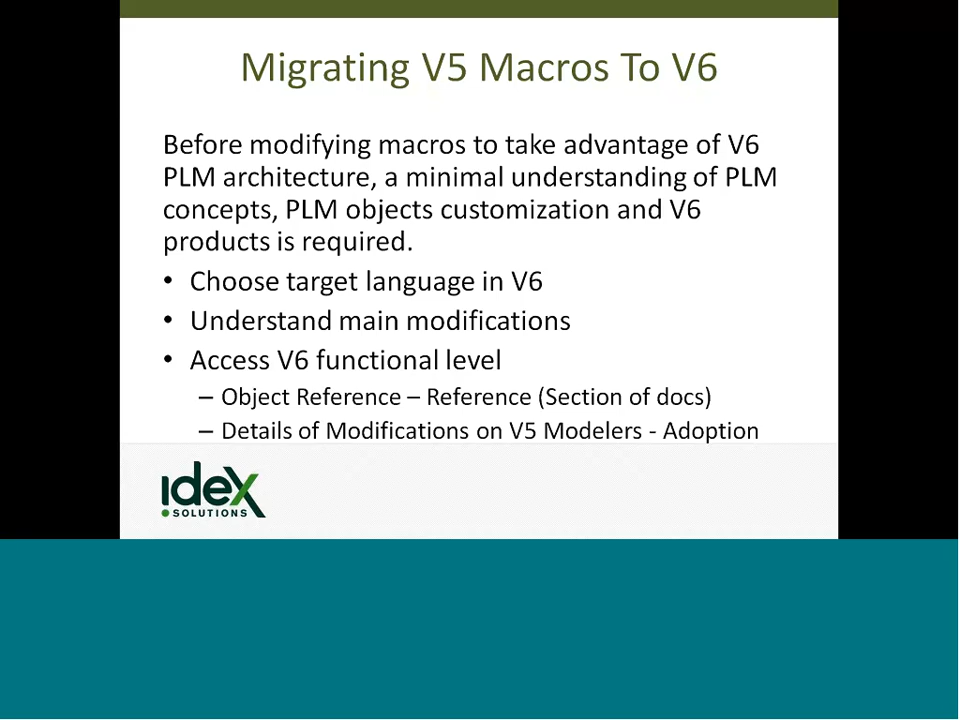 Migrating V5 Macros To V6
Before modifying macros to take advantage of V6
PLM architecture, a minimal understanding of PLM
concepts, PLM objects customization and V6
products is required.
• Choose target language in V6
• Understand main modifications
• Access V6 functional level
– Object Reference – Reference (Section of docs)
– Details of Modifications on V5 Modelers - Adoption
idex
SOLUTIONS